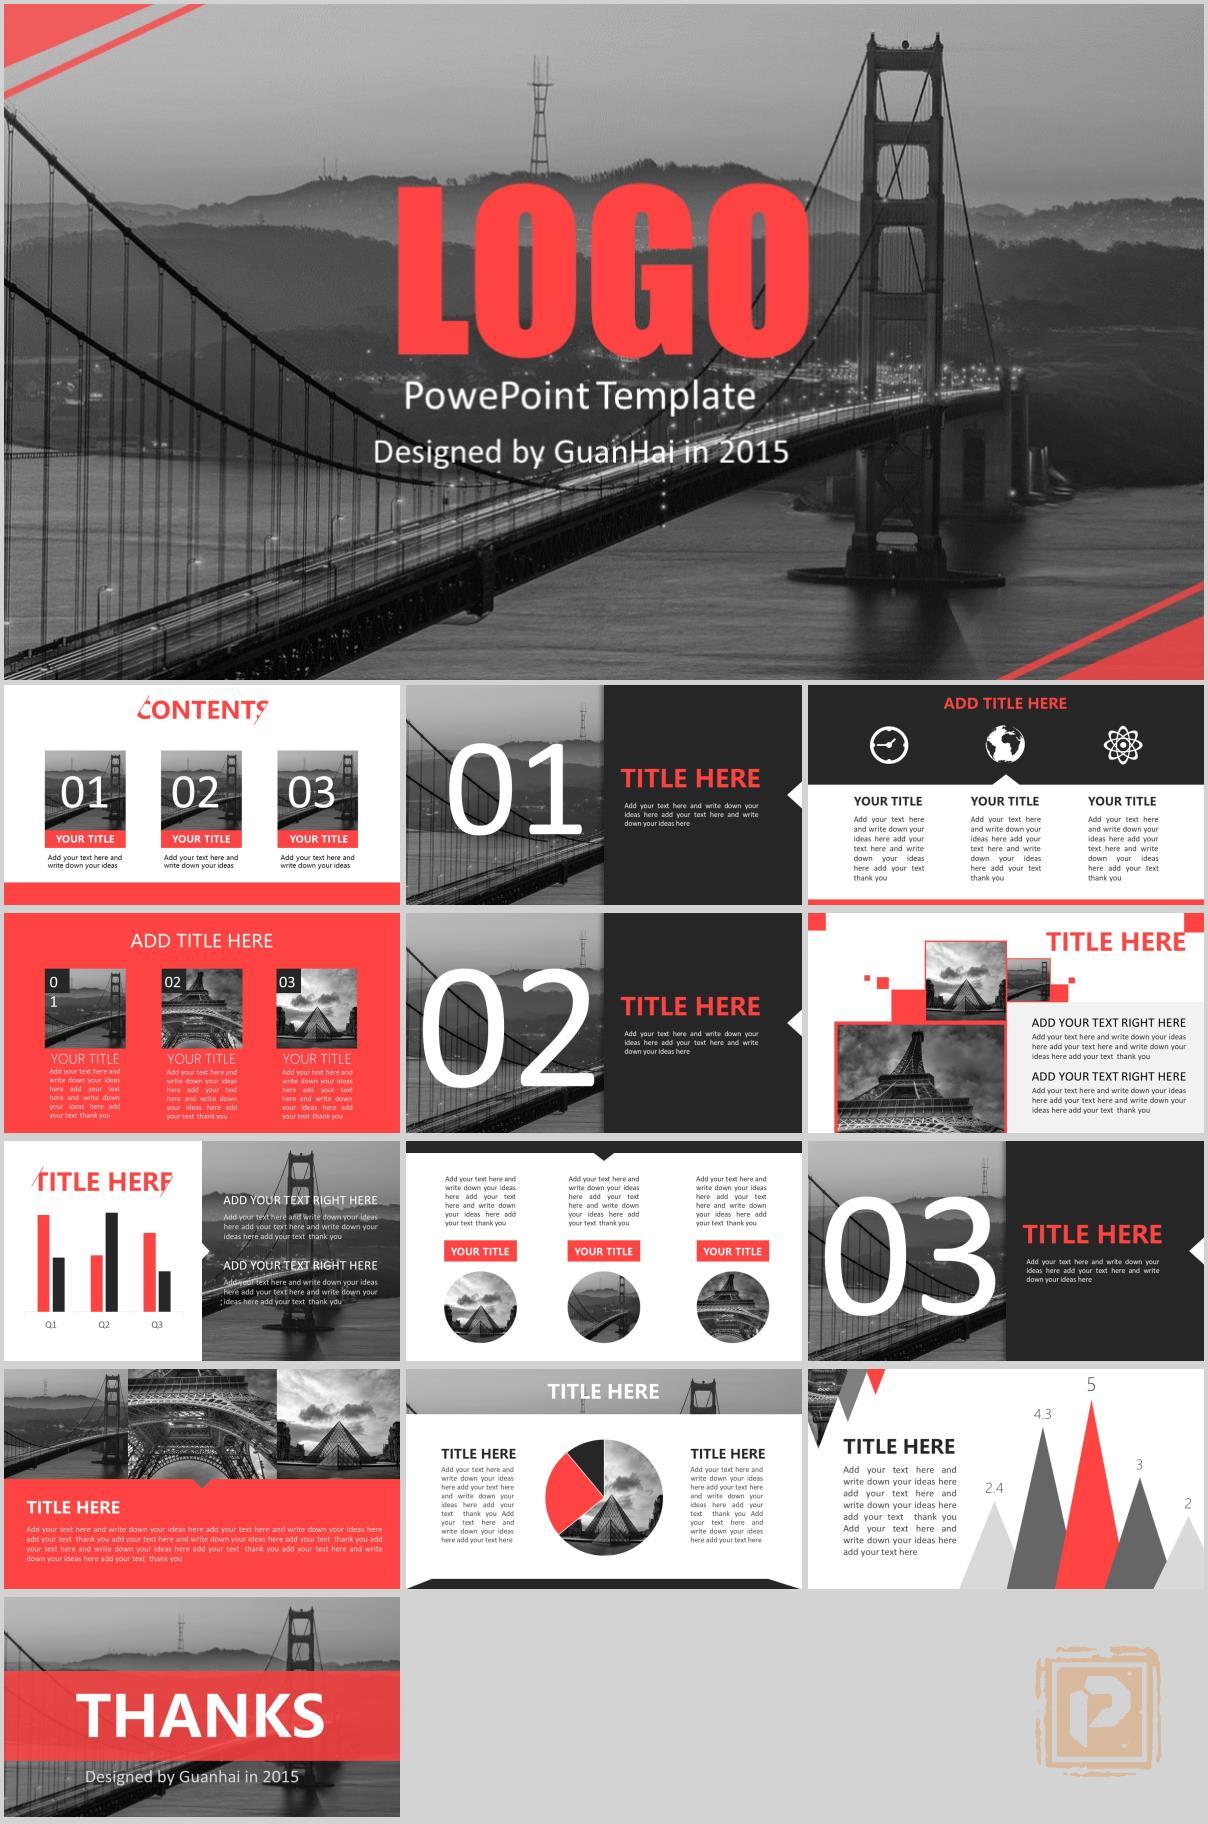 LOGO
PowePoint Template
Designed by GuanHai in 2015
CONTENTS
01
02
03
YOUR TITLE
YOUR TITLE
YOUR TITLE
Add your text here and
write down your ideas
Add your text here and
write down your ideas
Add your text here and
write down your ideas
01
TITLE HERE
Add your text here and write down your
ideas here add your text here and write
down your ideas here
ADD TITLE HERE
YOUR TITLE
Add your text here
and write down your
ideas here add your
text here and write
down your ideas
here add your text
thank you
YOUR TITLE
Add your text here
and write down your
ideas here add your
text here and write
down your ideas
here add your text
thank you
YOUR TITLE
Add your text here
and write down your
ideas here add your
text here and write
down your ideas
here add your text
thank you
ADD TITLE HERE
0
1
02
03
YOUR TITLE
Add your text here and
write down your ideas
here add your text
here and write down
your ideas here add
your text thank you
YOUR TITLE
Add your text here and
write down your ideas
here add your text
here and write down
your ideas here add
your text thank you
YOUR TITLE
Add your text here and
write down your ideas
here add your text
here and write down
your ideas here add
your text thank you
02
TITLE HERE
Add your text here and write down your
ideas here add your text here and write
down your ideas here
TITLE HERE
ADD YOUR TEXT RIGHT HERE
Add your text here and write down your ideas
here add your text here and write down your
ideas here add your text thank you
ADD YOUR TEXT RIGHT HERE
Add your text here and write down your ideas
here add your text here and write down your
ideas here add your text thank you
TITLE HERE
Q1
Q2
Q3
ADD YOUR TEXT RIGHT HERE
Add your text here and write down your ideas
here add your text here and write down your
ideas here add your text thank you
ADD YOUR TEXT RIGHT HERE
Add your text here and write down your ideas
here add your text here and write down your
ideas here add your text thank you
Add your text here and
write down your ideas
here add your text
here and write down
your ideas here add
your text thank you
Add your text here and
write down your ideas
here add your text
here and write down
your ideas here add
your text thank you
Add your text here and
write down your ideas
here add your text
here and write down
your ideas here add
your text thank you
YOUR TITLE
YOUR TITLE
YOUR TITLE
03
TITLE HERE
Add your text here and write down your
ideas here add your text here and write
down your ideas here
TITLE HERE
Add your text here and write down your ideas here add your text here and write down your ideas here
add your text thank you add your text here and write down your ideas here add your text thank you add
your text here and write down your ideas here add your text thank you add your text here and write
down your ideas here add your text thank you
TITLE HERE
TITLE HERE
Add your text here and
write down your ideas
here add your text
here and write down
your ideas here add
your text thank you Add
your text here and
write down your ideas
here add your text here
TITLE HERE
Add your text here and
write down your ideas
here add your text
here and write down
your ideas here add
your text thank you Add
your text here and
write down your ideas
here add your text here
TITLE HERE
Add your text here and
write down your ideas
here add your text here
and write down your
ideas here add your
text thank you
Add your text here and
write down your ideas
here add your text
add your text here
2.4
4.3
5
3
2
THANKS
Designed by Guanhai in 2015